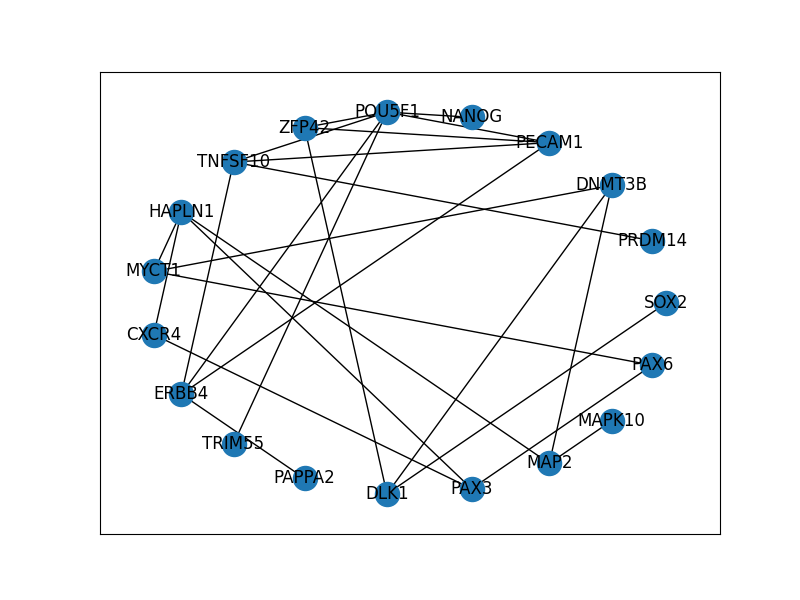 POU5F1
NANOG
ZFP42
PECAM1
TNFSF10
DNMT3B
HAPLN1
PRDM14
MYCT1
SOX2
CXCR4
PAX6
ERBB4
MAPK10
TRIM55
MAP2
PAPPA2
PAX3
DLK1